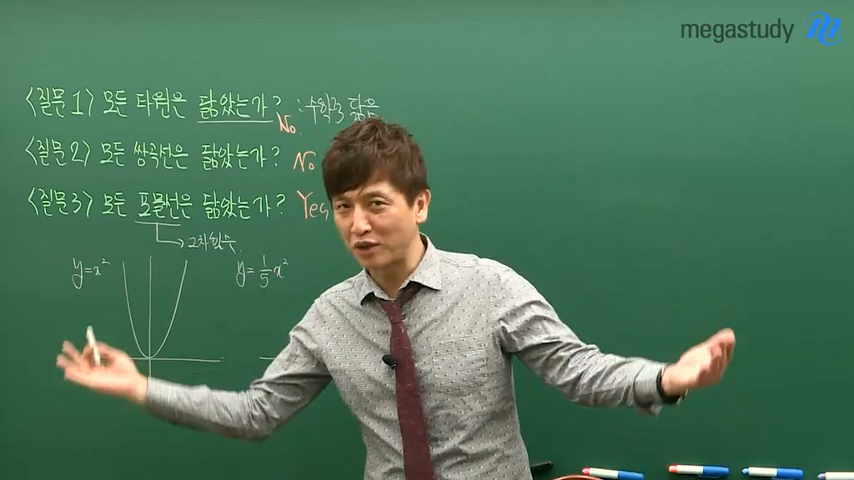 megastudy
<질문 1> 모든 타원은 닮았는가? : 수학적 닮음
No.
<질문 2> 모든 쌍곡선은 닮았는가? No
<질문 3> 모든 포물선은 닮았는가? Yes
→ 2차함수
y=x² y=1/5x²